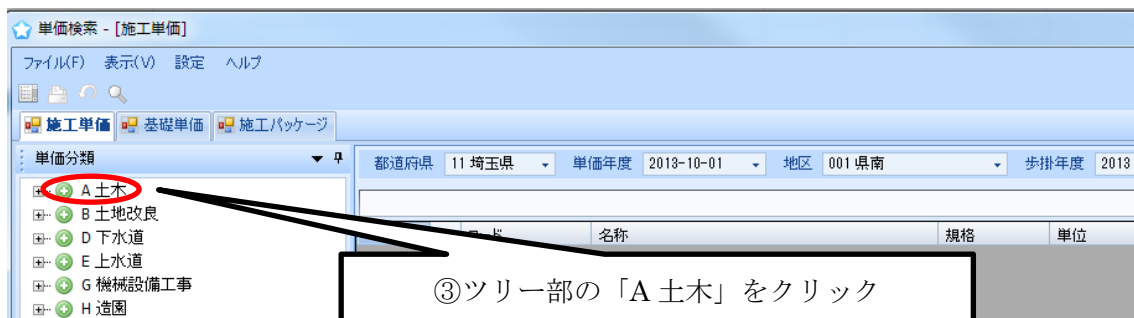 単価検索 - [施工単価]
ファイル(F) 表示(V) 設定 ヘルプ
施工単価 基礎単価 施工パッケージ
単価分類
都道府県 11 埼玉県 単価年度 2013-10-01 地区 001 県南 歩掛年度 2013
A 土木
B 土地改良
D 下水道
E 上水道
G 機械設備工事
H 造園
名称 規格 単位
③ツリー部の「A 土木」をクリック